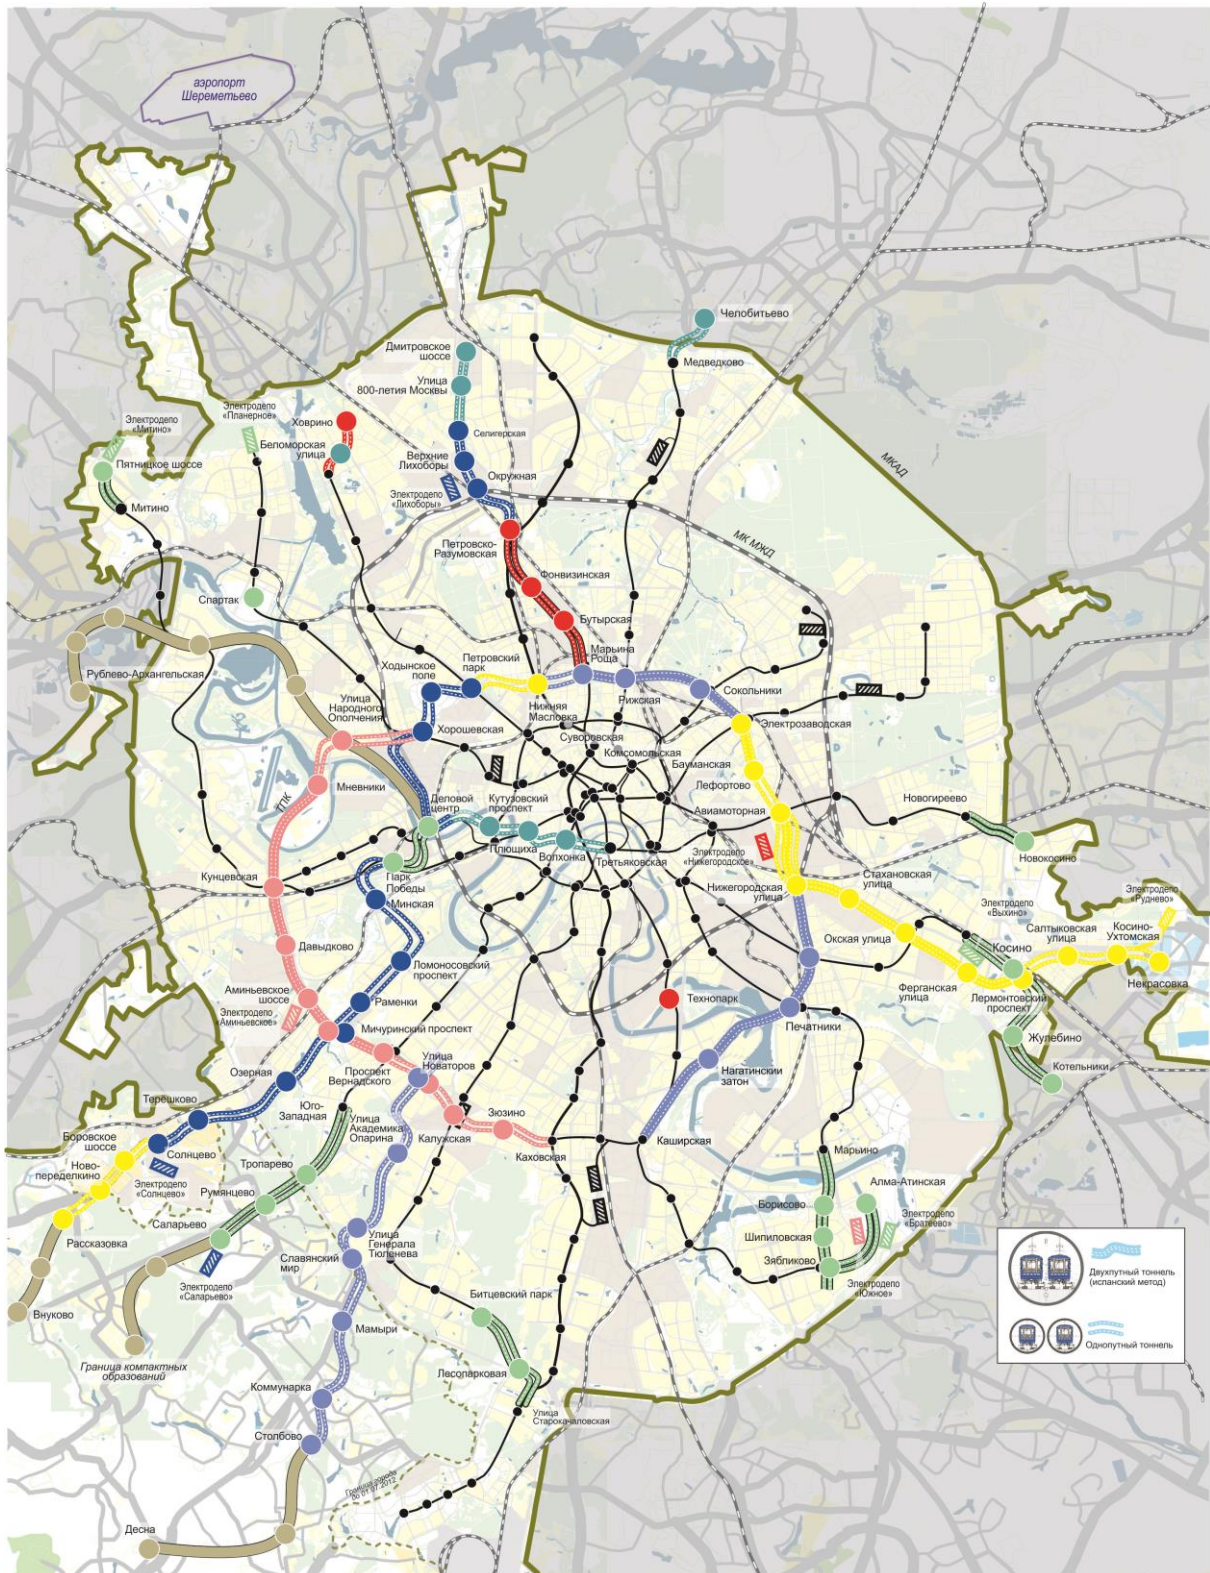 аэропорт
Шереметьево
Челобитьево
Медведково
Дмитровское
шоссе
Улица
800-летия Москвы
Селигерская
Верхние
Лихоборы
Окружная
Электродепо
«Лихоборы»
Электродепо
«Планерное»
Ховрино
Беломорская
улица
Электродепо
«Митино»
Пятницкое шоссе
Митино
МКАД
МК МЖД
Петровско-
Разумовская
Фонвизинская
Бутырская
Марьина
Роща
Спартак
Рублево-Архангельская
Ходынское
поле
Петровский
парк
Улица
Народного
Ополчения
Хорошевская
Нижняя
Масловка
Рижская
Сокольники
Электрозаводская
Суворовская
Комсомольская
Бауманская
Лефортово
Авиамоторная
Мневники
ТПК
Деловой
центр
Кутузовский
проспект
Плющиха
Волхонка
Третьяковская
Электродепо
«Нижегородское»
Новогиреево
Новокосино
Кунцевская
Парк
Победы
Минская
Нижегородская
улица
Стахановская
улица
Электродепо
«Выхино»
Электродепо
«Руднево»
Окская улица
Косино
Салтыковская
улица
Косино-
Ухтомская
Некрасовка
Давыдково
Ломоносовский
проспект
Ферганская
улица
Лермонтовский
проспект
Аминьевское
шоссе
Электродепо
«Аминьевское»
Раменки
Технопарк
Печатники
Жулебино
Котельники
Мичуринский проспект
Проспект
Вернадского
Улица
Новаторов
Нагатинский
затон
Озерная
Терешково
Юго-
Западная
Улица
Академика
Опарина
Калужская
Зюзино
Каховская
Каширская
Боровское
шоссе
Солнцево
Ново-
переделкино
Электродепо
«Солнцево»
Тропарево
Румянцево
Саларьево
Рассказовка
Электродепо
«Саларьево»
Марьино
Алма-Атинская
Борисово
Шипиловская
Зябликово
Электродепо
«Братеево»
Электродепо
«Южное»
Улица
Генерала
Тюленева
Славянский
мир
Внуково
Граница компактных
образований
Мамыри
Битцевский парк
Лесопарковая
Улица
Старокачаловская
Коммунарка
Столбово
Граница города
до 01.07.2012
Десна
Двухпутный тоннель
(испанский метод)
Однопутный тоннель